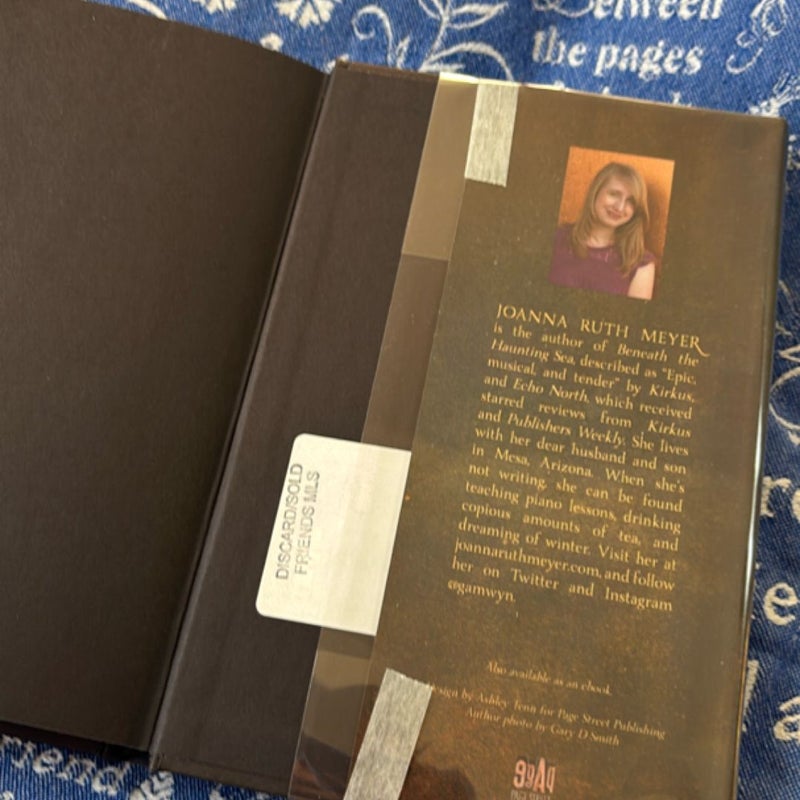 Between
the pages
JOANNA RUTH MEYER
is the author of Beneath the
Haunting Sea, described as "Epic,
musical, and tender" by Kirkus,
and Echo North, which received
starred reviews from Kirkus
and Publishers Weekly. She lives
with her dear husband and son
in Mesa, Arizona. When she's
not writing, she can be found
teaching piano lessons, drinking
copious amounts of tea, and
dreaming of winter. Visit her at
joannaruthmeyer.com, and follow
her on Twitter and Instagram
@gamwyn.
DISCARD/SOLD
FRIENDS MLS
Also available as an ebook.
by Ashley Tenn for Page Street Publishing
Author photo by Gary D Smith